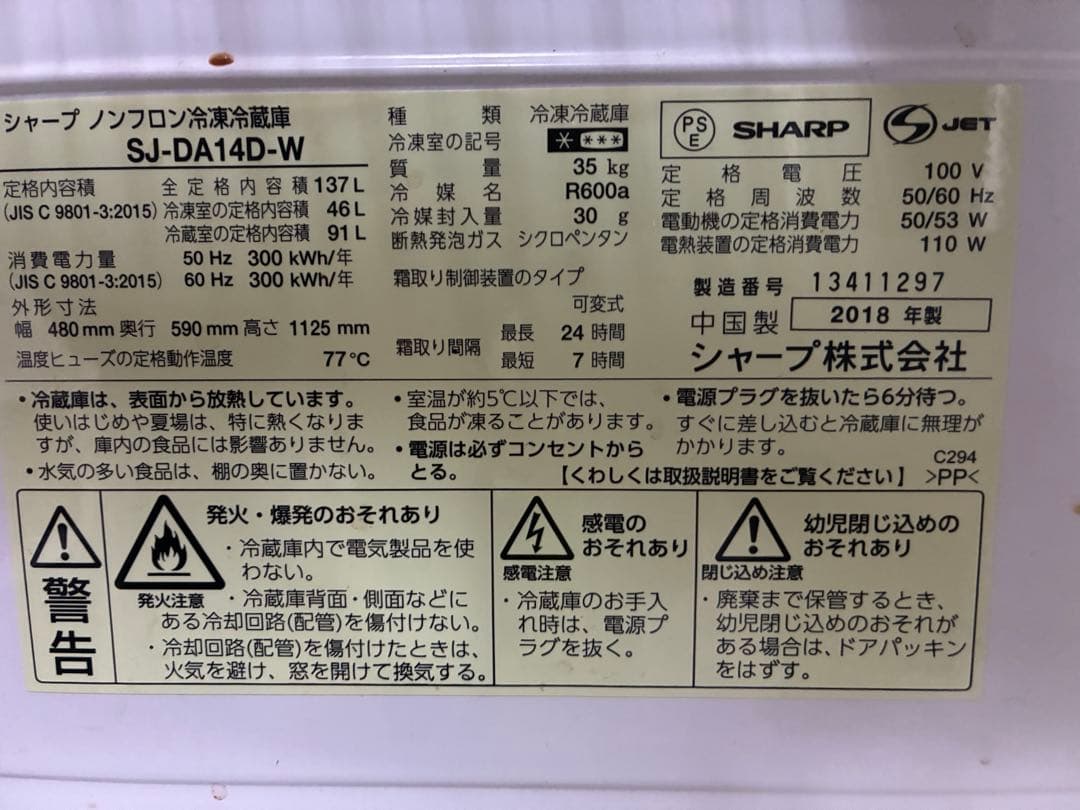 シャープ ノンフロン冷凍冷蔵庫
SJ-DA14D-W
定格内容積 全定格内容積 137 L
(JIS C 9801-3:2015) 冷凍室の定格内容積 46 L
冷蔵室の定格内容積 91 L
消費電力量 50 Hz 300 kWh/年
(JIS C 9801-3:2015) 60 Hz 300 kWh/年
外形寸法
幅 480 mm 奥行 590 mm 高さ 1125 mm
温度ヒューズの定格動作温度 77℃
種類 冷凍冷蔵庫
冷凍室の記号 * ***
質量 35 kg
冷媒名 R600a
冷媒封入量 30 g
断熱発泡ガス シクロペンタン
霜取り制御装置のタイプ
可変式
霜取り間隔 最長 24 時間
最短 7 時間
PSE SHARP
S JET
定格電圧 100 V
定格周波数 50/60 Hz
電動機の定格消費電力 50/53 W
電熱装置の定格消費電力 110 W
製造番号 13411297
中国製 2018 年製
シャープ株式会社
・冷蔵庫は、表面から放熱しています。
使いはじめや夏場は、特に熱くなりま
すが、庫内の食品には影響ありません。
・水気の多い食品は、棚の奥に置かない。
・室温が約5℃以下では、
食品が凍ることがあります。
・電源は必ずコンセントから
とる。
・電源プラグを抜いたら6分待つ。
すぐに差し込むと冷蔵庫に無理が
かかります。
C294
【くわしくは取扱説明書をご覧ください】 >PP<
警告
発火・爆発のおそれあり
・冷蔵庫内で電気製品を使
わない。
発火注意
・冷蔵庫背面・側面などに
ある冷却回路(配管)を傷付けない。
・冷却回路(配管)を傷付けたときは、
火気を避け、窓を開けて換気する。
感電の
おそれあり
感電注意
・冷蔵庫のお手入
れ時は、電源プ
ラグを抜く。
幼児閉じ込めの
おそれあり
閉じ込め注意
・廃棄まで保管するとき、
幼児閉じ込めのおそれが
ある場合は、ドアパッキン
をはずす。